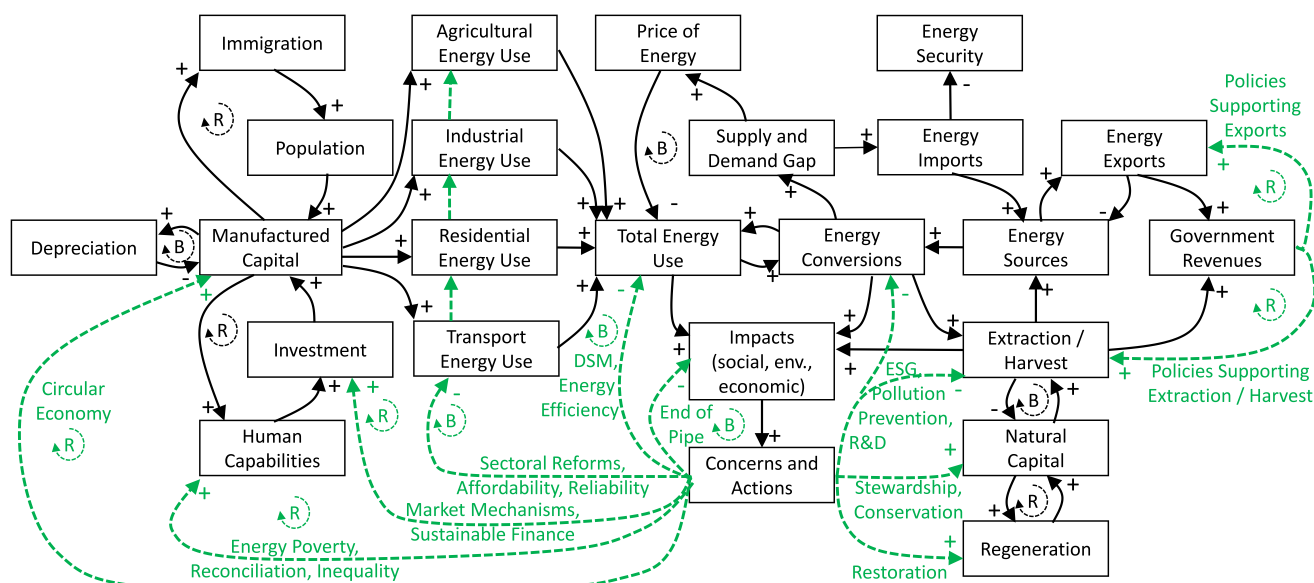 Immigration
Agricultural
Energy Use
Price of
Energy
Energy
Security
Policies
Supporting
Exports
+
+
+
-
R
+
Population
Industrial
Energy Use
B
Supply and
Demand Gap
+
Energy
Imports
Energy
Exports
+
+
R
+
+
+
+
+
+
-
+
+
-
+
Depreciation
B
-
Manufactured
Capital
+
Residential
Energy Use
+
Total Energy
Use
+
+
Energy
Conversions
+
Energy
Sources
Government
Revenues
+
+
+
+
-
-
+
+
R
R
Investment
Transport
Energy Use
B
+
Impacts
(social, env.,
economic)
+
+
+
Extraction /
Harvest
+
Policies Supporting
Extraction / Harvest
DSM,
Energy
Efficiency
-
ESG,
Pollution
Prevention,
R&D
-
-
B
+
Circular
Economy
R
+
+
+
R
-
B
End of
Pipe
B
+
Human
Capabilities
Concerns and
Actions
+
Natural
Capital
Sectoral Reforms,
Affordability, Reliability
Stewardship,
Conservation
+
R
+
+
R
Market Mechanisms,
Sustainable Finance
Energy Poverty,
Reconciliation, Inequality
+
Restoration
Regeneration